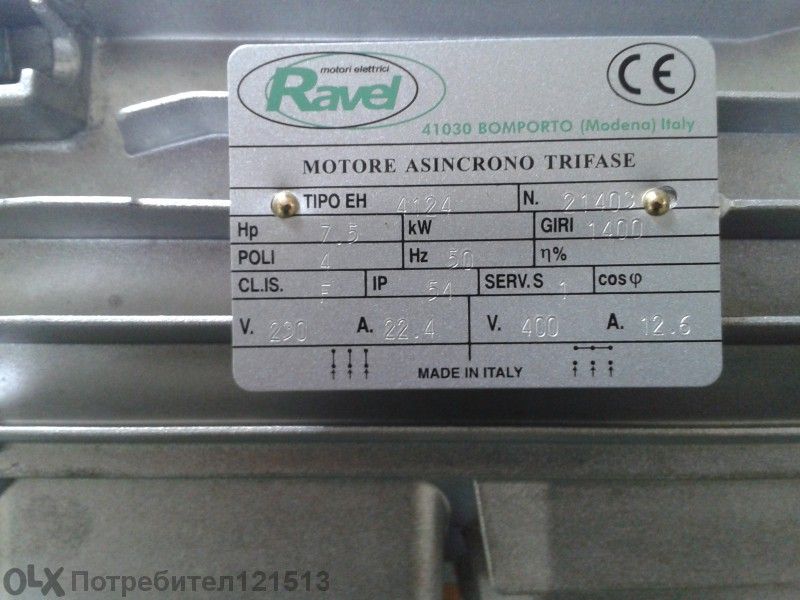 motori elettrici
Ravel
CE
41030 BOMPORTO (Modena) Italy
MOTORE ASINCRONO TRIFASE
TIPO EH 4124 N. 21403
Hp 7.5 kW GIRI 1400
POLI 4 Hz 50 η%
CL.IS. F IP 54 SERV. S 1 cos φ
V. 230 A. 22.4 V. 400 A. 12.6
MADE IN ITALY
OLX Потребител121513